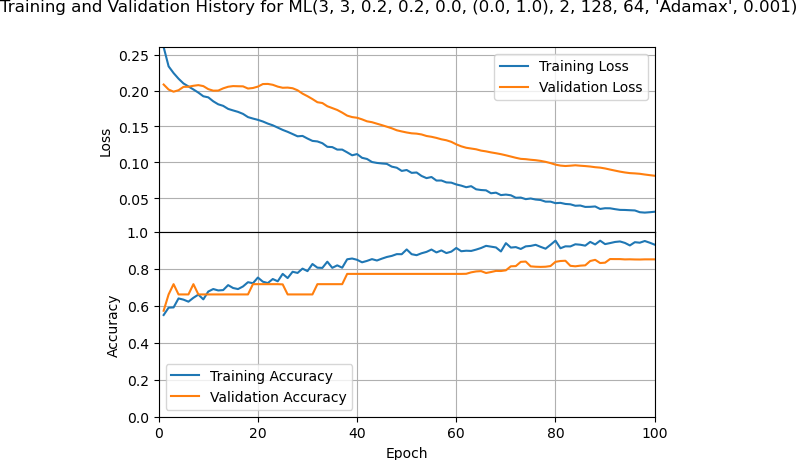 Training and Validation History for ML(3, 3, 0.2, 0.2, 0.0, (0.0, 1.0), 2, 128, 64, 'Adamax', 0.001)
0.25
0.20
0.15
0.10
0.05
Loss
Training Loss
Validation Loss
1.0
0.8
0.6
0.4
0.2
0.0
Accuracy
Training Accuracy
Validation Accuracy
0 20 40 60 80 100
Epoch